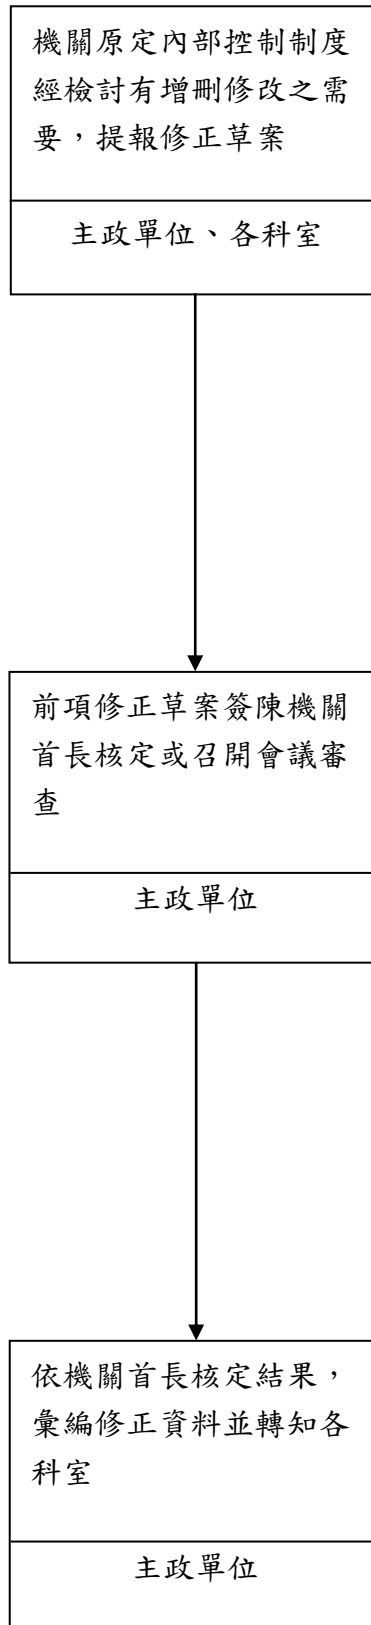 機關原定內部控制制度
經檢討有增刪修改之需
要，提報修正草案
主政單位、各科室
前項修正草案簽陳機關
首長核定或召開會議審
查
主政單位
依機關首長核定結果，
彙編修正資料並轉知各
科室
主政單位